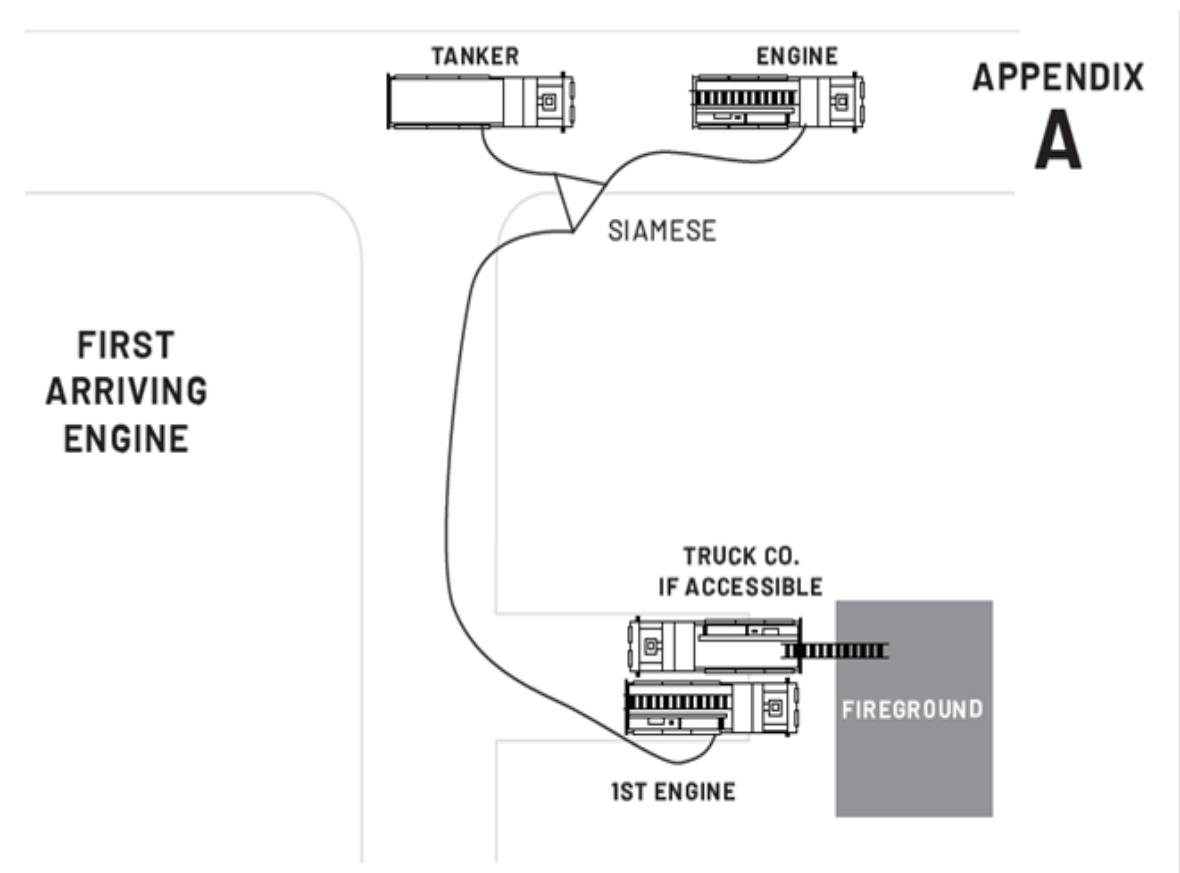 TANKER
ENGINE
APPENDIX
A
SIAMESE
FIRST
ARRIVING
ENGINE
TRUCK CO.
IF ACCESSIBLE
FIREGROUND
1ST ENGINE